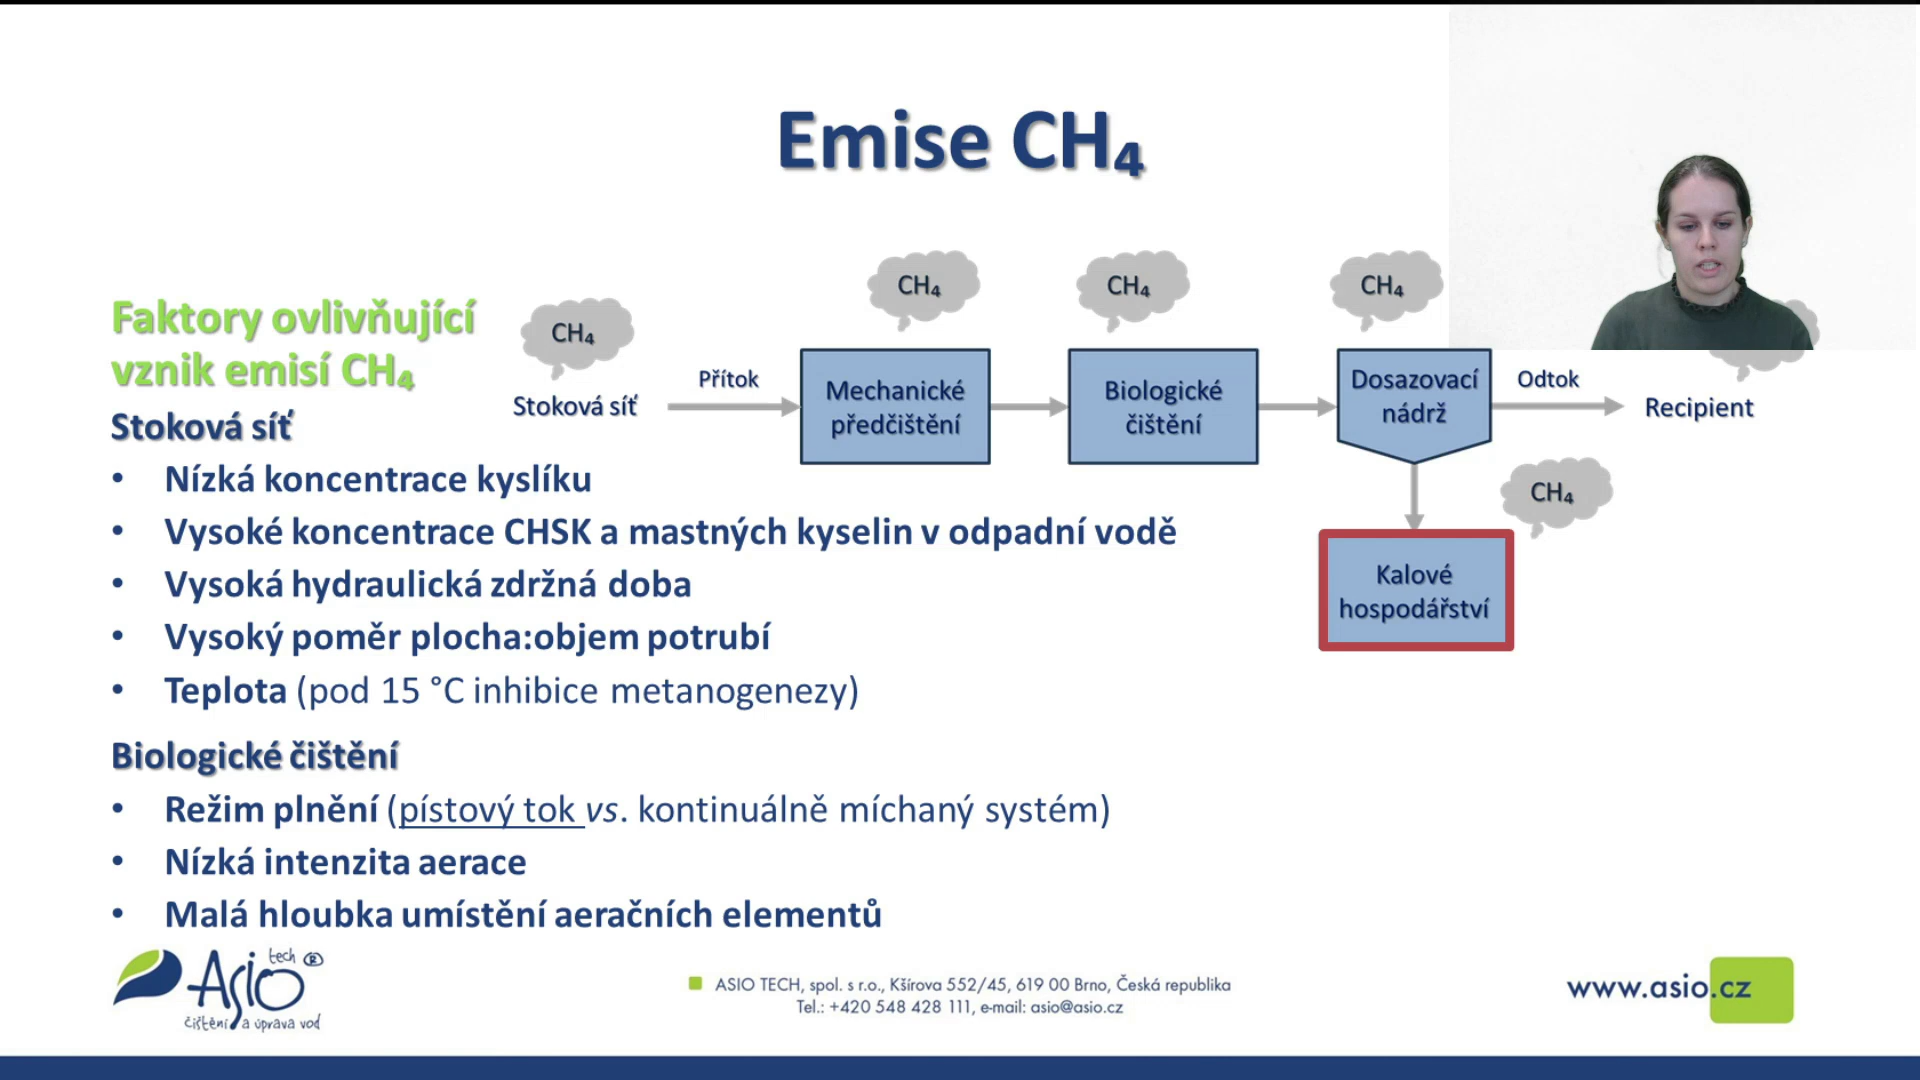 Emise CH₄
Faktory ovlivňující
vznik emisí CH₄
Stoková síť
• Nízká koncentrace kyslíku
• Vysoké koncentrace CHSK a mastných kyselin v odpadní vodě
• Vysoká hydraulická zdržná doba
• Vysoký poměr plocha:objem potrubí
• Teplota (pod 15 °C inhibice metanogenezy)
Biologické čištění
• Režim plnění (pístový tok vs. kontinuálně míchaný systém)
• Nízká intenzita aerace
• Malá hloubka umístění aeračních elementů
CH₄
Stoková síť
Přítok
CH₄
Mechanické
předčištění
CH₄
Biologické
čištění
CH₄
Dosazovací
nádrž
Odtok
Recipient
CH₄
Kalové
hospodářství
Asio tech ®
čištění a úprava vod
ASIO TECH, spol. s r.o., Kšírova 552/45, 619 00 Brno, Česká republika
Tel.: +420 548 428 111, e-mail: asio@asio.cz
www.asio.cz